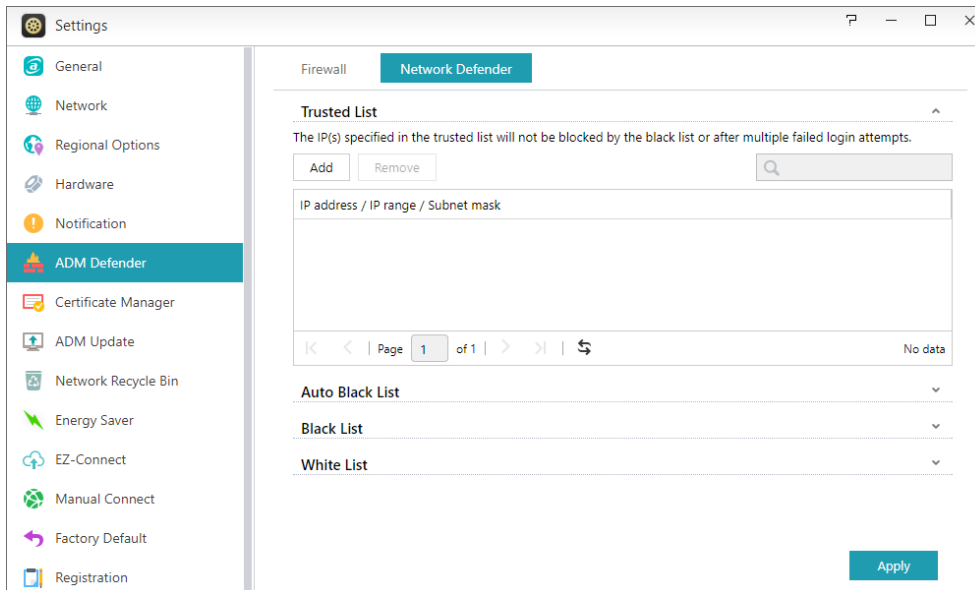 Settings
General
Network
Regional Options
Hardware
Notification
ADM Defender
Certificate Manager
ADM Update
Network Recycle Bin
Energy Saver
EZ-Connect
Manual Connect
Factory Default
Registration
Firewall
Network Defender
Trusted List
The IP(s) specified in the trusted list will not be blocked by the black list or after multiple failed login attempts.
Add
Remove
IP address / IP range / Subnet mask
Page 1 of 1
No data
Auto Black List
Black List
White List
Apply